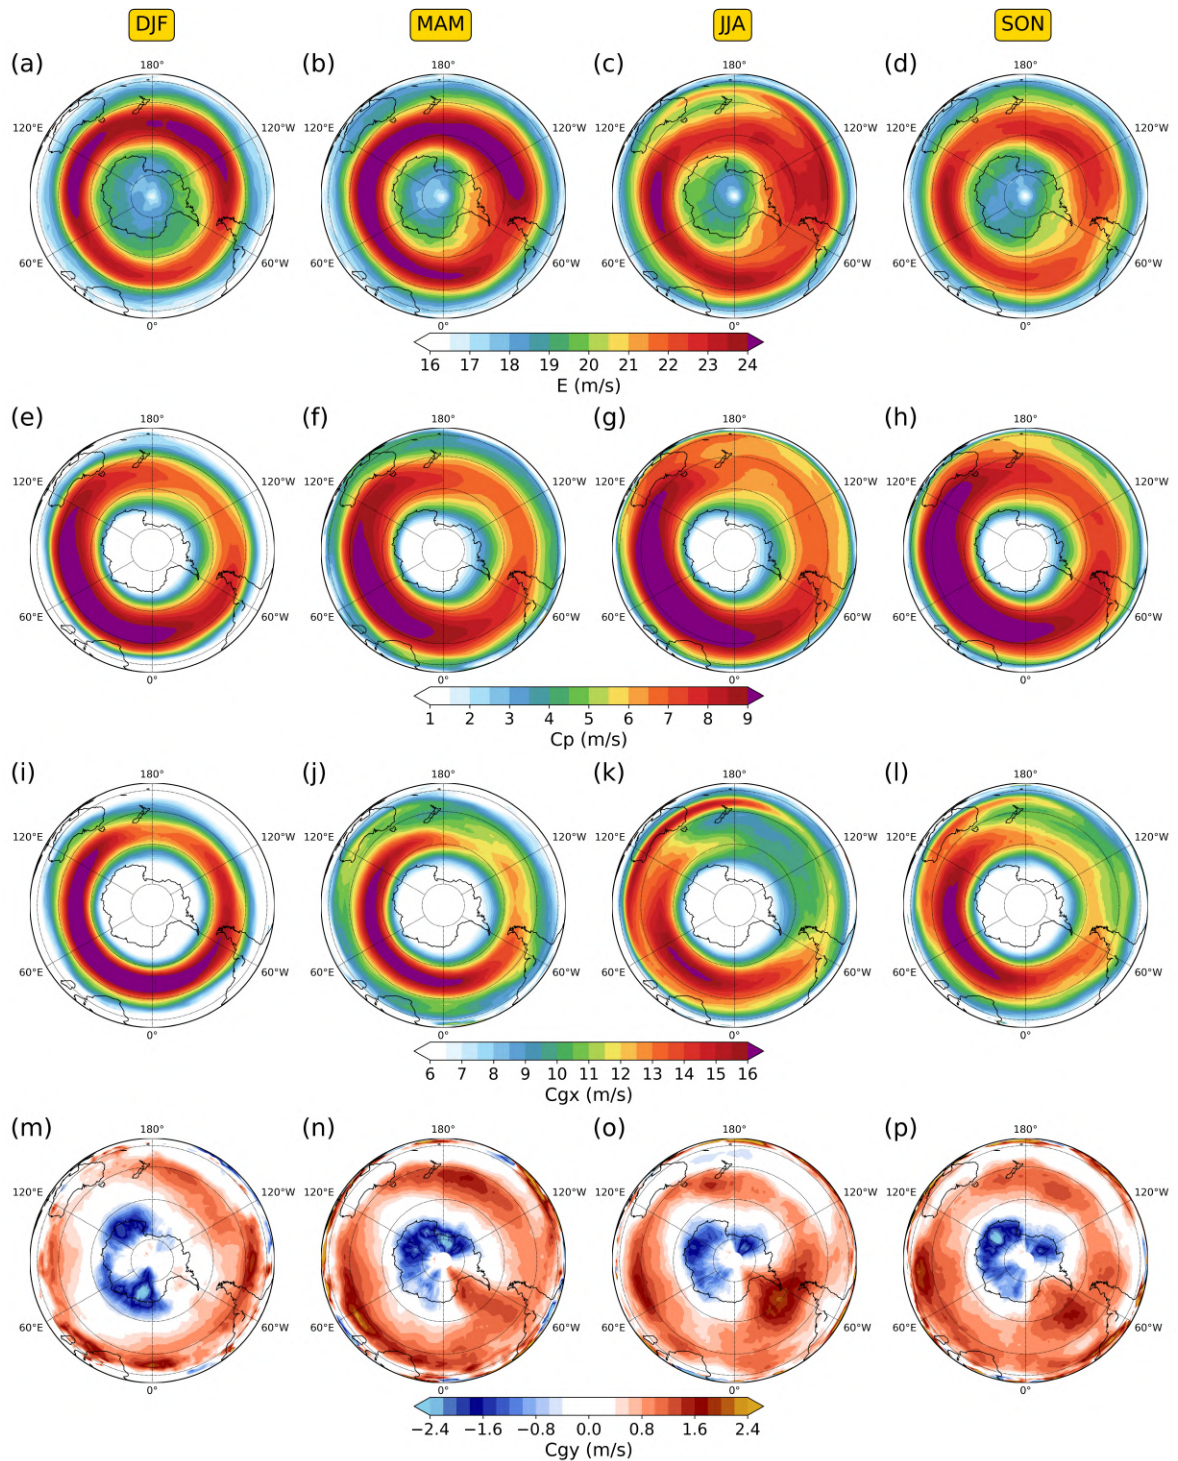 DJF MAM JJA SON
(a) (b) (c) (d)
180° 180° 180° 180°
120°E 120°W 120°E 120°W 120°E 120°W 120°E 120°W
60°E 60°W 60°E 60°W 60°E 60°W 60°E 60°W
0° 0° 0° 0°
16 17 18 19 20 21 22 23 24
E (m/s)
(e) (f) (g) (h)
180° 180° 180° 180°
120°E 120°W 120°E 120°W 120°E 120°W 120°E 120°W
60°E 60°W 60°E 60°W 60°E 60°W 60°E 60°W
0° 0° 0° 0°
1 2 3 4 5 6 7 8 9
Cp (m/s)
(i) (j) (k) (l)
180° 180° 180° 180°
120°E 120°W 120°E 120°W 120°E 120°W 120°E 120°W
60°E 60°W 60°E 60°W 60°E 60°W 60°E 60°W
0° 0° 0° 0°
6 7 8 9 10 11 12 13 14 15 16
Cgx (m/s)
(m) (n) (o) (p)
180° 180° 180° 180°
120°E 120°W 120°E 120°W 120°E 120°W 120°E 120°W
60°E 60°W 60°E 60°W 60°E 60°W 60°E 60°W
0° 0° 0° 0°
−2.4 −1.6 −0.8 0.0 0.8 1.6 2.4
Cgy (m/s)